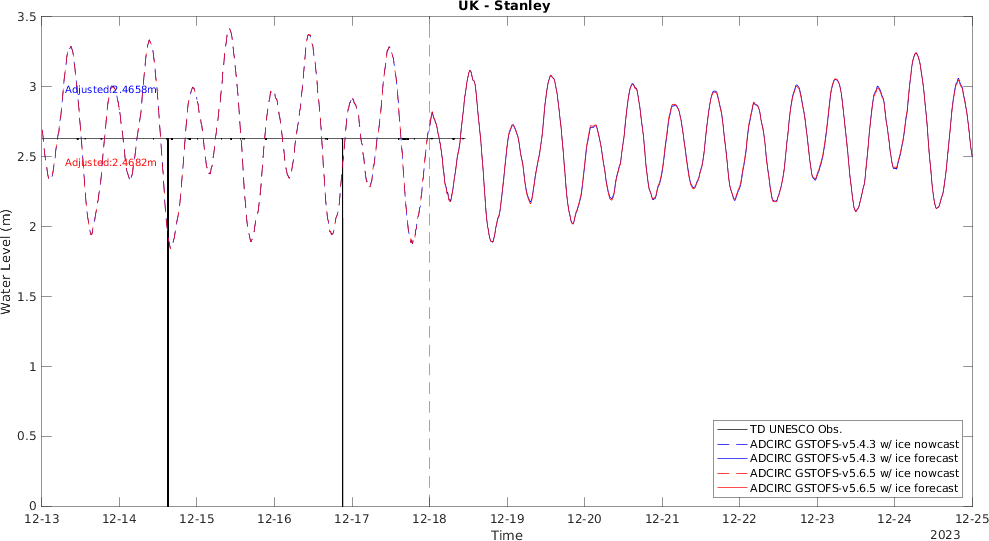 UK - Stanley
3.5
3
2.5
2
1.5
1
0.5
0
Water Level (m)
Adjusted:2.4658m
Adjusted:2.4682m
TD UNESCO Obs.
ADCIRC GSTOFS-v5.4.3 w/ ice nowcast
ADCIRC GSTOFS-v5.4.3 w/ ice forecast
ADCIRC GSTOFS-v5.6.5 w/ ice nowcast
ADCIRC GSTOFS-v5.6.5 w/ ice forecast
12-13 12-14 12-15 12-16 12-17 12-18 12-19 12-20 12-21 12-22 12-23 12-24 12-25
Time
2023